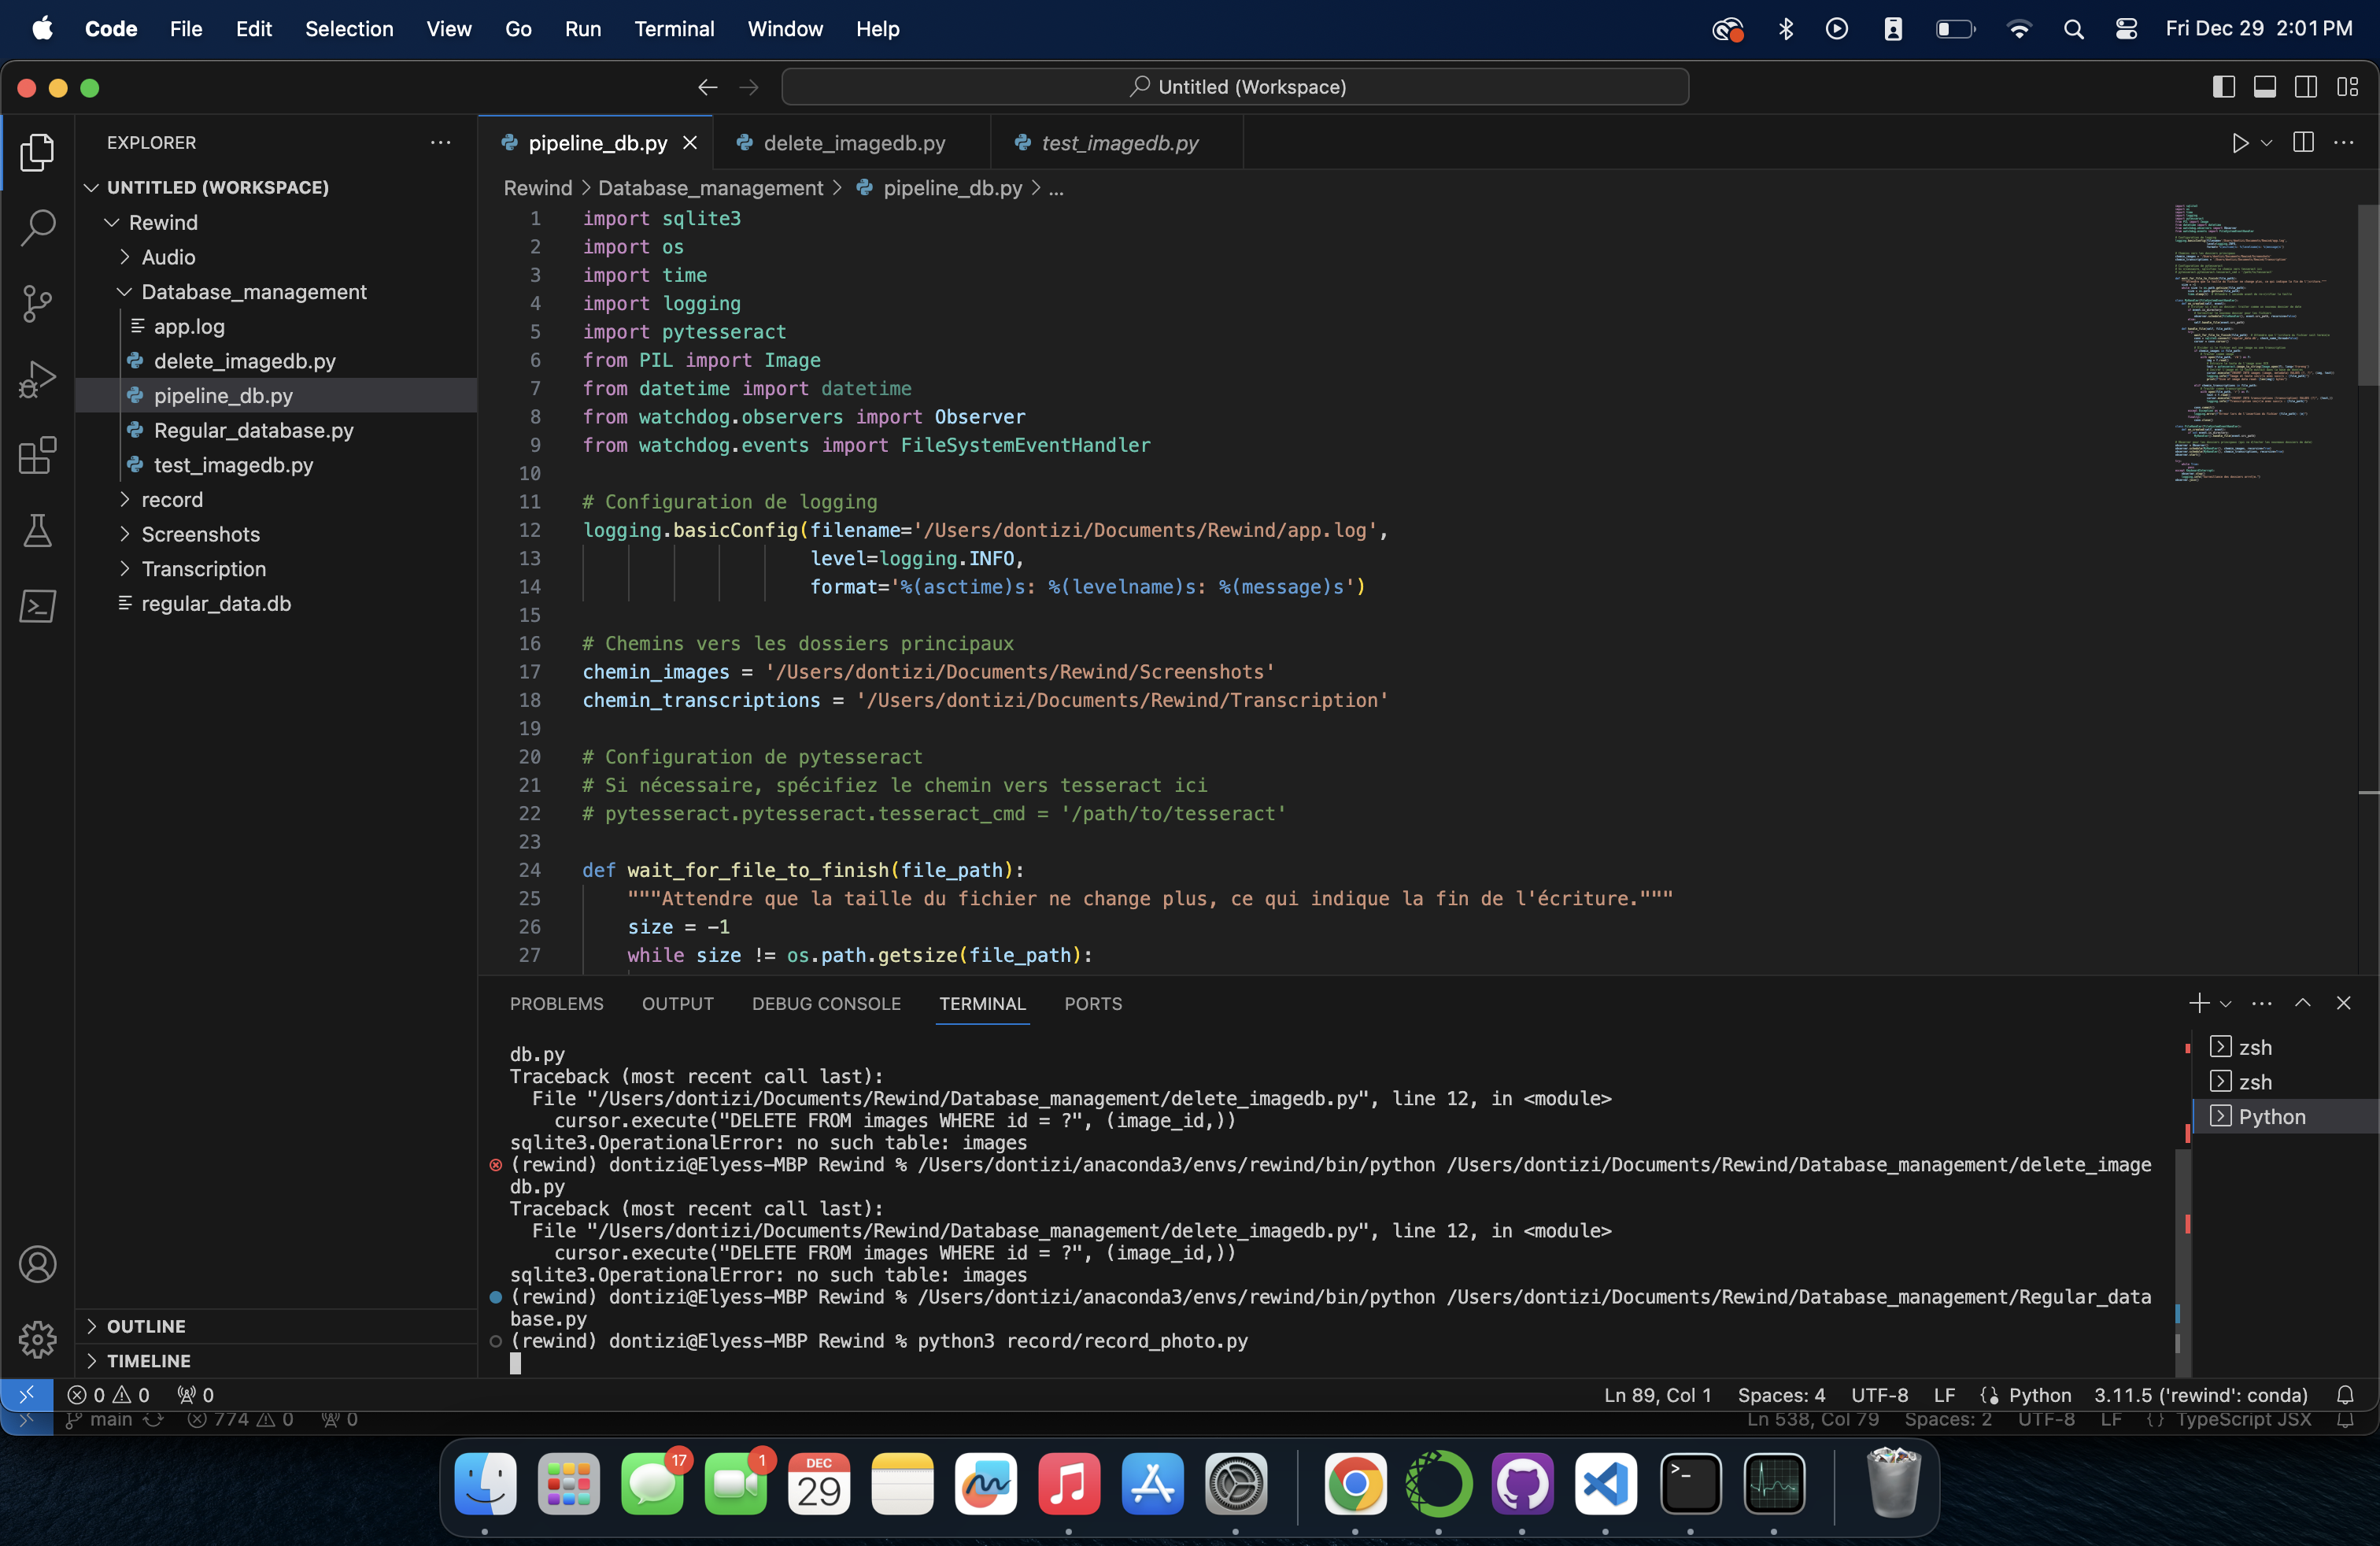 Code File Edit Selection View Go Run Terminal Window Help
Fri Dec 29 2:01 PM
Untitled (Workspace)
EXPLORER
UNTITLED (WORKSPACE)
Rewind
Audio
Database_management
app.log
delete_imagedb.py
pipeline_db.py
Regular_database.py
test_imagedb.py
record
Screenshots
Transcription
regular_data.db
OUTLINE
TIMELINE
pipeline_db.py delete_imagedb.py test_imagedb.py
Rewind > Database_management > pipeline_db.py > ...
1 import sqlite3
2 import os
3 import time
4 import logging
5 import pytesseract
6 from PIL import Image
7 from datetime import datetime
8 from watchdog.observers import Observer
9 from watchdog.events import FileSystemEventHandler
10
11 # Configuration de logging
12 logging.basicConfig(filename='/Users/dontizi/Documents/Rewind/app.log',
13 level=logging.INFO,
14 format='%(asctime)s: %(levelname)s: %(message)s')
15
16 # Chemins vers les dossiers principaux
17 chemin_images = '/Users/dontizi/Documents/Rewind/Screenshots'
18 chemin_transcriptions = '/Users/dontizi/Documents/Rewind/Transcription'
19
20 # Configuration de pytesseract
21 # Si nécessaire, spécifiez le chemin vers tesseract ici
22 # pytesseract.pytesseract.tesseract_cmd = '/path/to/tesseract'
23
24 def wait_for_file_to_finish(file_path):
25 """Attendre que la taille du fichier ne change plus, ce qui indique la fin de l'écriture."""
26 size = -1
27 while size != os.path.getsize(file_path):
PROBLEMS OUTPUT DEBUG CONSOLE TERMINAL PORTS
db.py
Traceback (most recent call last):
File "/Users/dontizi/Documents/Rewind/Database_management/delete_imagedb.py", line 12, in <module>
cursor.execute("DELETE FROM images WHERE id = ?", (image_id,))
sqlite3.OperationalError: no such table: images
(rewind) dontizi@Elyess-MBP Rewind % /Users/dontizi/anaconda3/envs/rewind/bin/python /Users/dontizi/Documents/Rewind/Database_management/delete_image
db.py
Traceback (most recent call last):
File "/Users/dontizi/Documents/Rewind/Database_management/delete_imagedb.py", line 12, in <module>
cursor.execute("DELETE FROM images WHERE id = ?", (image_id,))
sqlite3.OperationalError: no such table: images
(rewind) dontizi@Elyess-MBP Rewind % /Users/dontizi/anaconda3/envs/rewind/bin/python /Users/dontizi/Documents/Rewind/Database_management/Regular_data
base.py
(rewind) dontizi@Elyess-MBP Rewind % python3 record/record_photo.py
zsh
zsh
Python
0 0 0
Ln 89, Col 1 Spaces: 4 UTF-8 LF Python 3.11.5 ('rewind': conda)
main 774 0 0
Ln 538, Col 79 Spaces: 2 UTF-8 LF {} TypeScript JSX
17
1
DEC
29